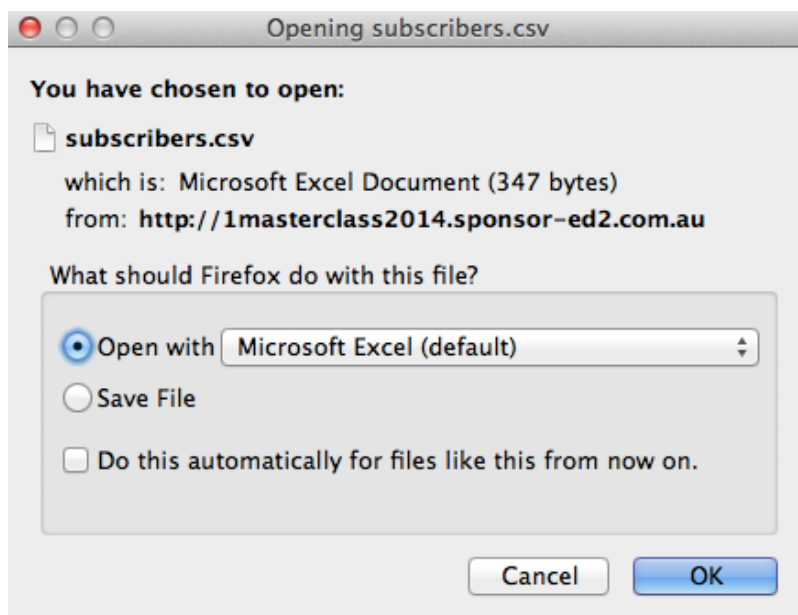 Opening subscribers.csv
You have chosen to open:
subscribers.csv
which is: Microsoft Excel Document (347 bytes)
from: http://1masterclass2014.sponsor-ed2.com.au
What should Firefox do with this file?
Open with Microsoft Excel (default)
Save File
Do this automatically for files like this from now on.
Cancel OK